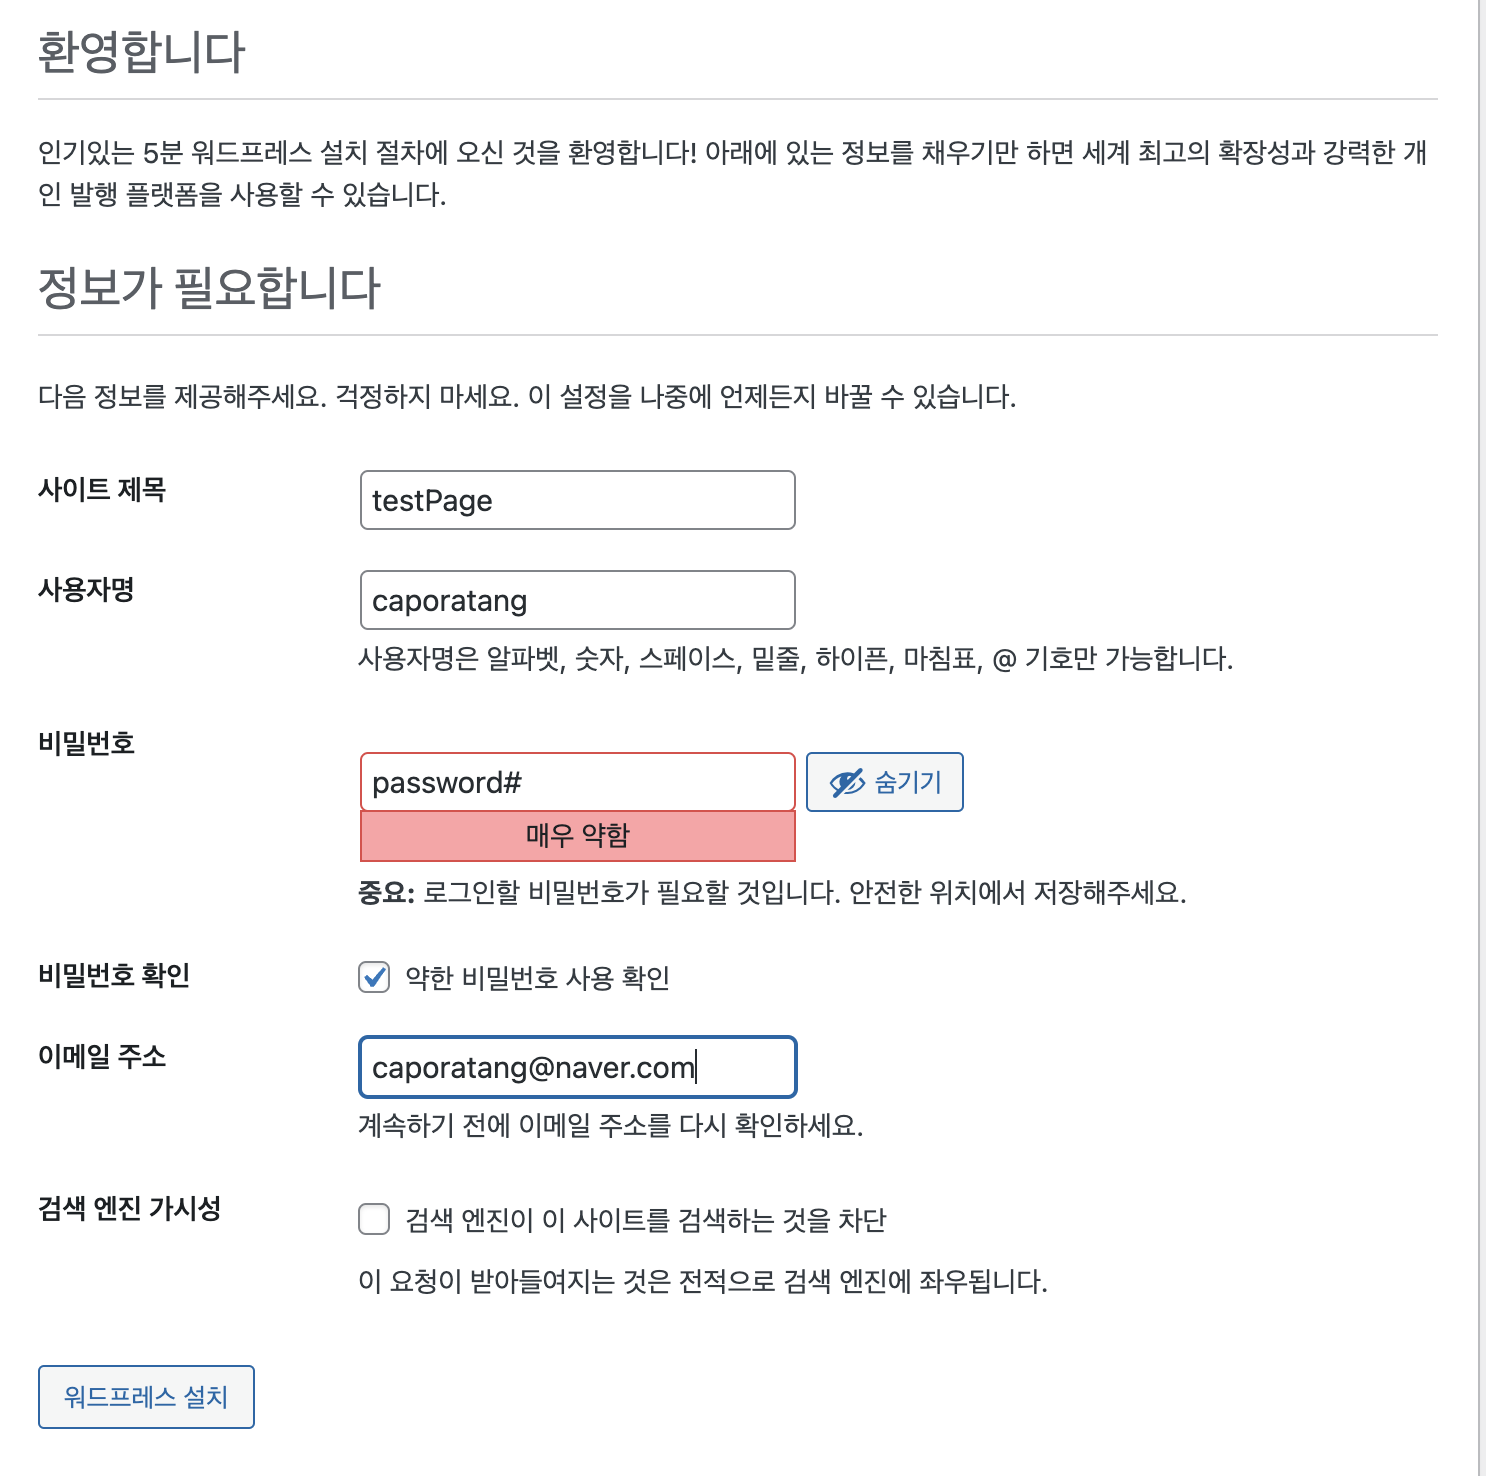 환영합니다
인기있는 5분 워드프레스 설치 절차에 오신 것을 환영합니다! 아래에 있는 정보를 채우기만 하면 세계 최고의 확장성과 강력한 개
인 발행 플랫폼을 사용할 수 있습니다.
정보가 필요합니다
다음 정보를 제공해주세요. 걱정하지 마세요. 이 설정을 나중에 언제든지 바꿀 수 있습니다.
사이트 제목
testPage
사용자명
caporatang
사용자명은 알파벳, 숫자, 스페이스, 밑줄, 하이픈, 마침표, @ 기호만 가능합니다.
비밀번호
password#
숨기기
매우 약함
중요: 로그인할 비밀번호가 필요할 것입니다. 안전한 위치에서 저장해주세요.
비밀번호 확인
약한 비밀번호 사용 확인
이메일 주소
caporatang@naver.com
계속하기 전에 이메일 주소를 다시 확인하세요.
검색 엔진 가시성
검색 엔진이 이 사이트를 검색하는 것을 차단
이 요청이 받아들여지는 것은 전적으로 검색 엔진에 좌우됩니다.
워드프레스 설치